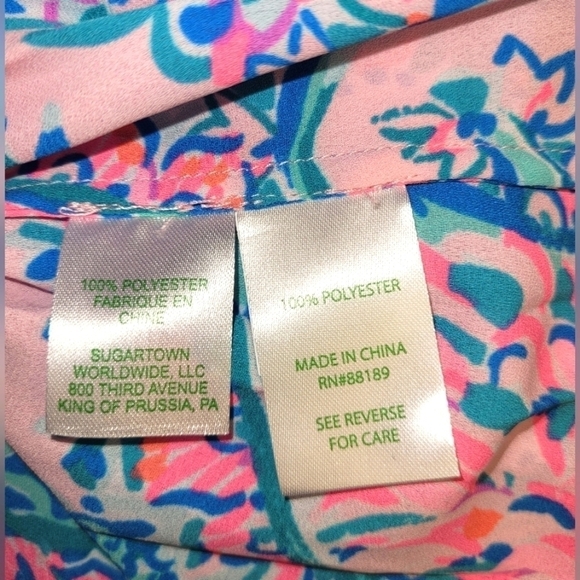 100% POLYESTER
FABRIQUE EN
CHINE
SUGARTOWN
WORLDWIDE, LLC
800 THIRD AVENUE
KING OF PRUSSIA, PA
100% POLYESTER
MADE IN CHINA
RN#88189
SEE REVERSE
FOR CARE